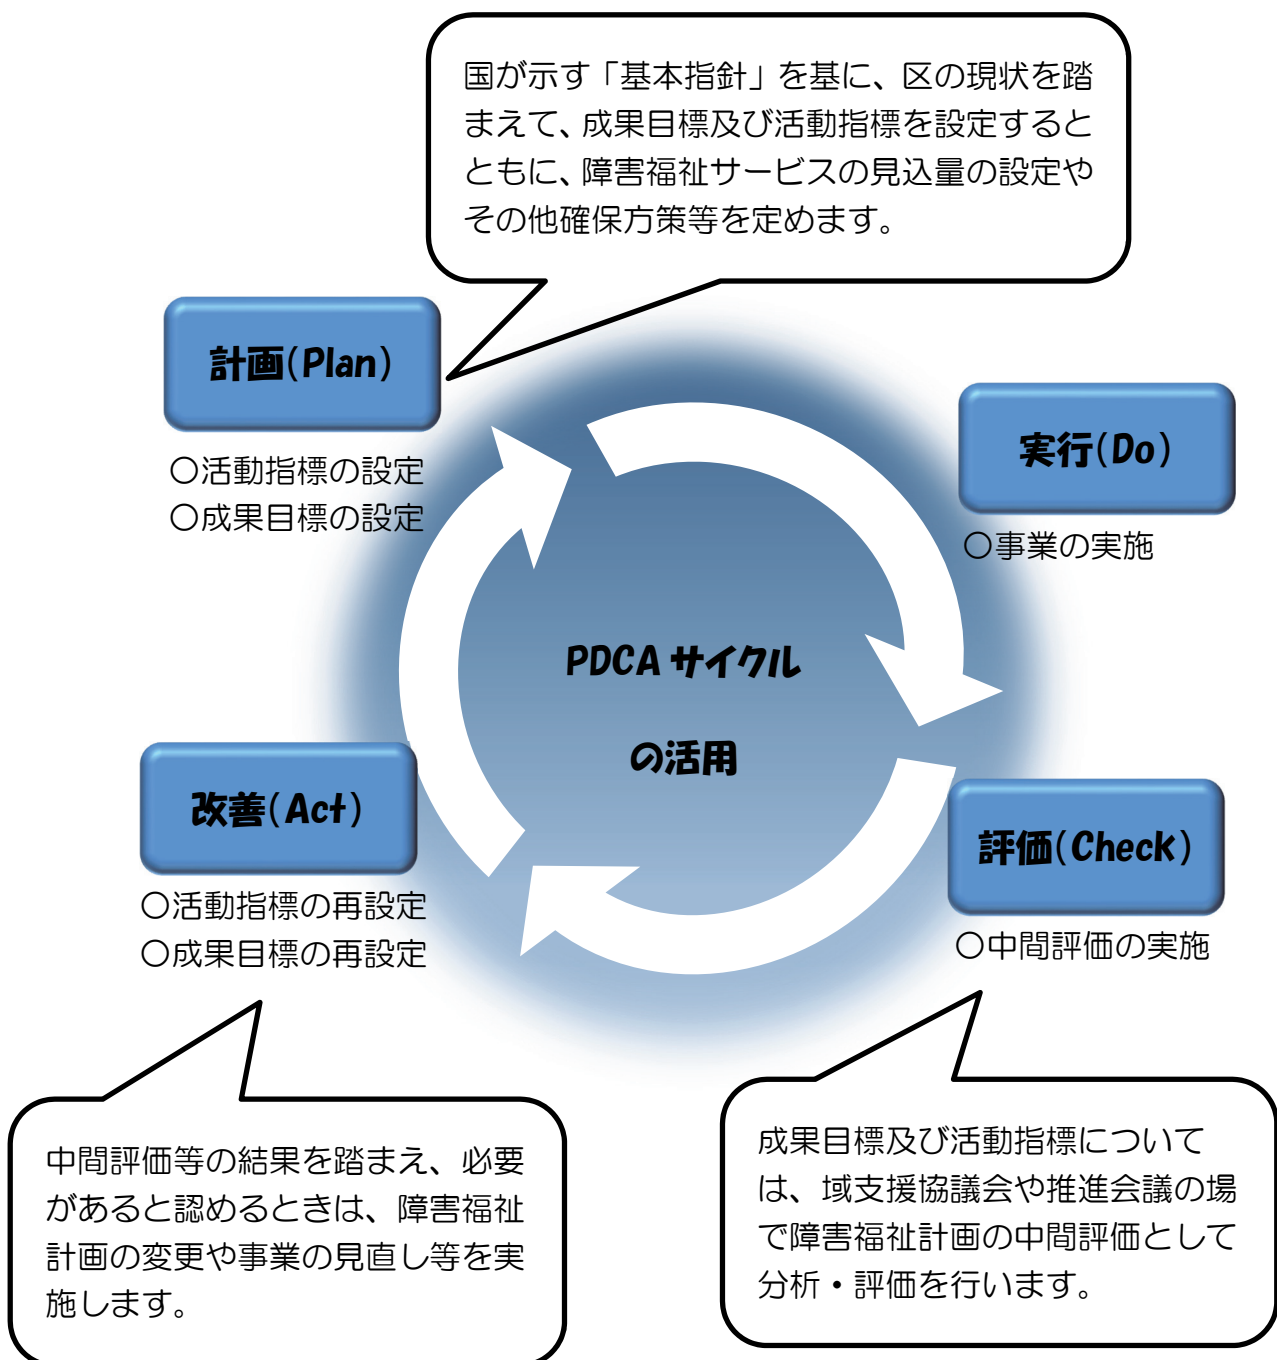 国が示す「基本指針」を基に、区の現状を踏
まえて、成果目標及び活動指標を設定すると
ともに、障害福祉サービスの見込量の設定や
その他確保方策等を定めます。
計画(Plan)
〇活動指標の設定
〇成果目標の設定
実行(Do)
〇事業の実施
PDCA サイクル
の活用
改善(Act)
〇活動指標の再設定
〇成果目標の再設定
評価(Check)
〇中間評価の実施
中間評価等の結果を踏まえ、必要
があると認めるときは、障害福祉
計画の変更や事業の見直し等を実
施します。
成果目標及び活動指標について
は、域支援協議会や推進会議の場
で障害福祉計画の中間評価として
分析・評価を行います。